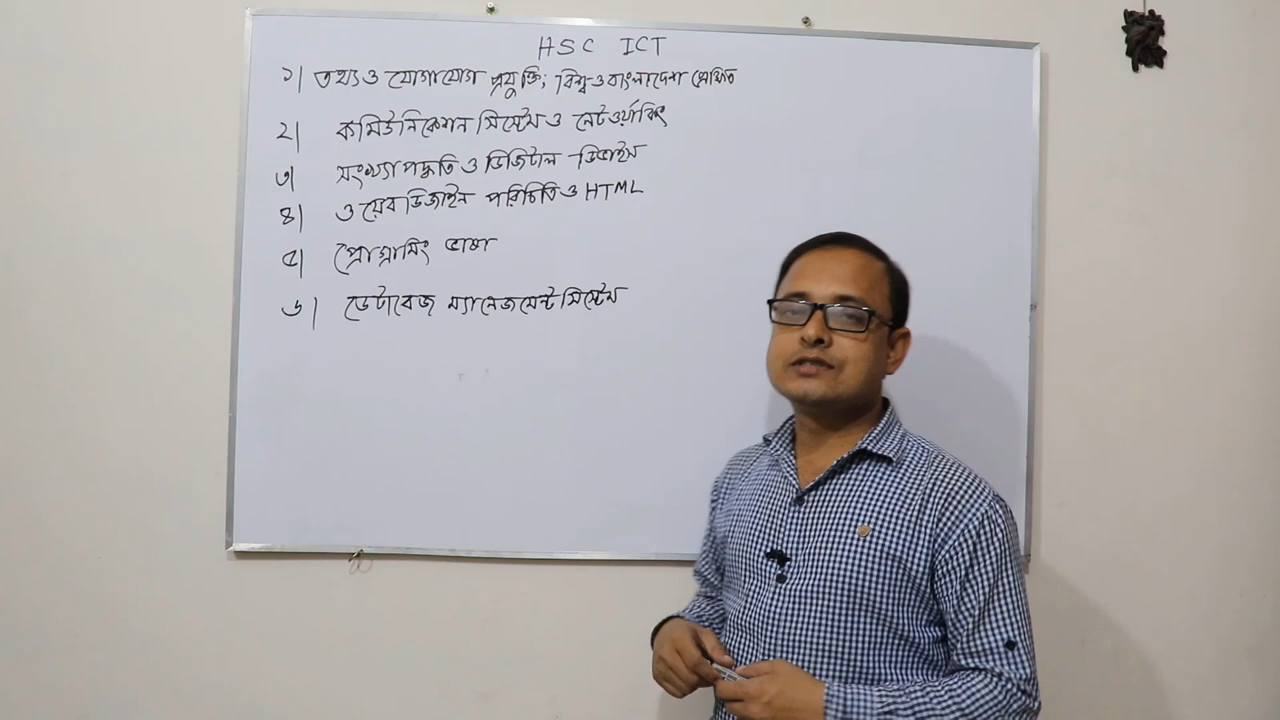 HSC ICT
১| তথ্য ও যোগাযোগ প্রযুক্তি; বিশ্ব ও বাংলাদেশ প্রেক্ষিত
২| কমিউনিকেশন সিস্টেম ও নেটওয়ার্কিং
৩| সংখ্যা পদ্ধতি ও ডিজিটাল ডিভাইস
৪| ওয়েব ডিজাইন পরিচিতি ও HTML
৫| প্রোগ্রামিং ভাষা
৬| ডেটাবেজ ম্যানেজমেন্ট সিস্টেম